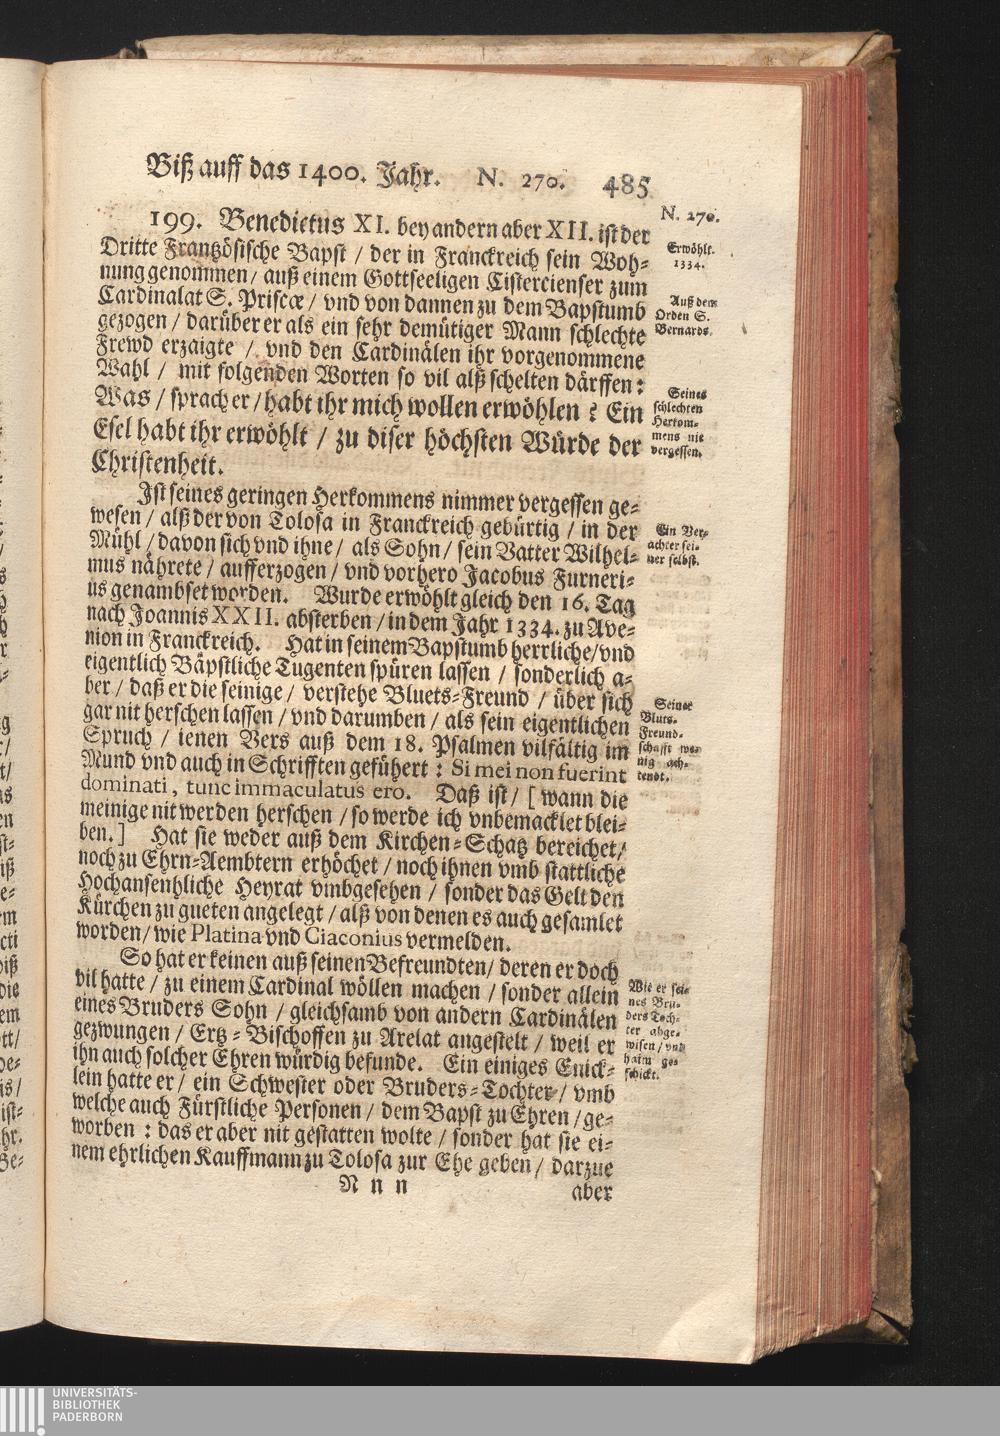 Biß auff das 1400. Jahr. N. 270. 485
199. Benedictus XI. bey andern aber XII. ist der
Dritte Frantzösische Bapst / der in Franckreich sein Woh-
nung genommen / auß einem Gottseeligen Cistercienser zum
Cardinalat S. Priscæ / vnd von dannen zu dem Bapstumb
gezogen / darüber er als ein sehr demütiger Mann schlechte
Frewd erzaigte / vnd den Cardinälen ihr vorgenommene
Wahl / mit folgenden Worten so vil alß schelten därffen:
Was / sprach er / habt ihr mich wollen erwöhlen? Ein
Esel habt ihr erwöhlt / zu diser höchsten Würde der
Christenheit.
Ist seines geringen Herkommens nimmer vergessen ge-
wesen / alß der von Tolosa in Franckreich gebürtig / in der
Mühl / davon sich vnd ihne / als Sohn / sein Vatter Wilhel-
mus nährete / aufferzogen / vnd vorhero Jacobus Furneri-
us genambset worden. Wurde erwöhlt gleich den 16. Tag
nach Joannis XXII. absterben / in dem Jahr 1334. zu Ave-
nion in Franckreich. Hat in seinem Bapstumb herrliche / vnd
eigentlich Bäpstliche Tugenten spüren lassen / sonderlich a-
ber / daß er die seinige / verstehe Bluets-Freund / über sich
gar nit herschen lassen / vnd darumben / als sein eigentlichen
Spruch / ienen Vers auß dem 18. Psalmen vilfältig im
Mund vnd auch in Schrifften geführt: Si mei non fuerint
dominati, tunc immaculatus ero. Daß ist / [wann die
meinige nit werden herschen / so werde ich vnbemacklet blei-
ben.] Hat sie weder auß dem Kirchen-Schatz bereichet /
noch zu Ehrn-Aembtern erhöchet / noch ihnen vmb stattliche
Hochansenhliche Heyrat vmbgesehen / sonder das Gelt den
Kürchen zu gueten angelegt / alß von denen es auch gesamlet
worden / wie Platina vnd Ciaconius vermelden.
So hat er keinen auß seinen Befreundten / deren er doch
vil hatte / zu einem Cardinal wöllen machen / sonder allein
eines Bruders Sohn / gleichsamb von andern Cardinälen
gezwungen / Ertz-Bischoffen zu Arelat angestelt / weil er
ihn auch solcher Ehren würdig befunde. Ein einiges Enick-
lein hatte er / ein Schwester oder Bruders-Tochter / vmb
welche auch Fürstliche Personen / dem Bapst zu Ehren / ge-
worben: das er aber nit gestatten wolte / sonder hat sie ei-
nem ehrlichen Kauffmann zu Tolosa zur Ehe geben / darzue
Nnn aber
N. 270.
Erwöhlt.
1334.
Auß dem
Orden S.
Bernards.
Seines
schlechten
Herkom-
mens nie
vergessen.
Ein Ver-
achter sei-
ner selbst.
Seiner
Bluts-
Freund-
schafft we-
nig ach-
tendt.
Wie er sei-
nes Bru-
ders Toch-
ter abge-
wisen / vnd
haim ge-
schickt.
UNIVERSITÄTS-
BIBLIOTHEK
PADERBORN